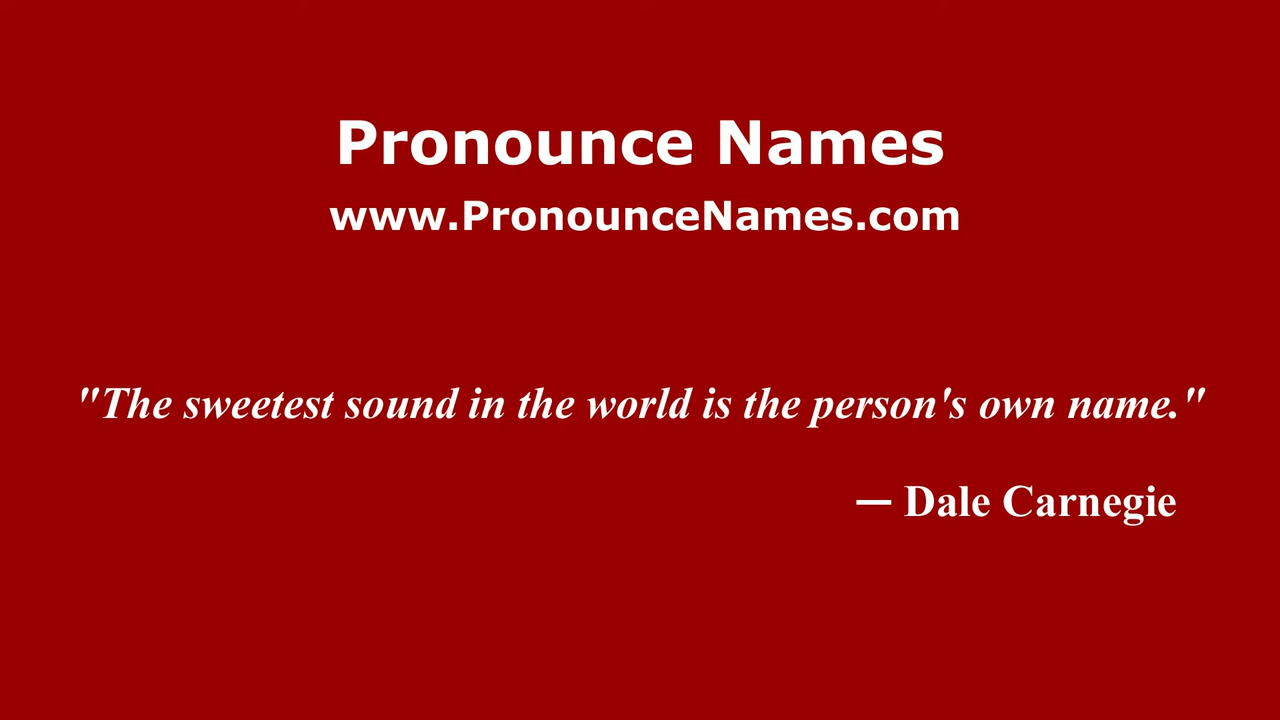 Pronounce Names
www.PronounceNames.com
"The sweetest sound in the world is the person's own name."
— Dale Carnegie